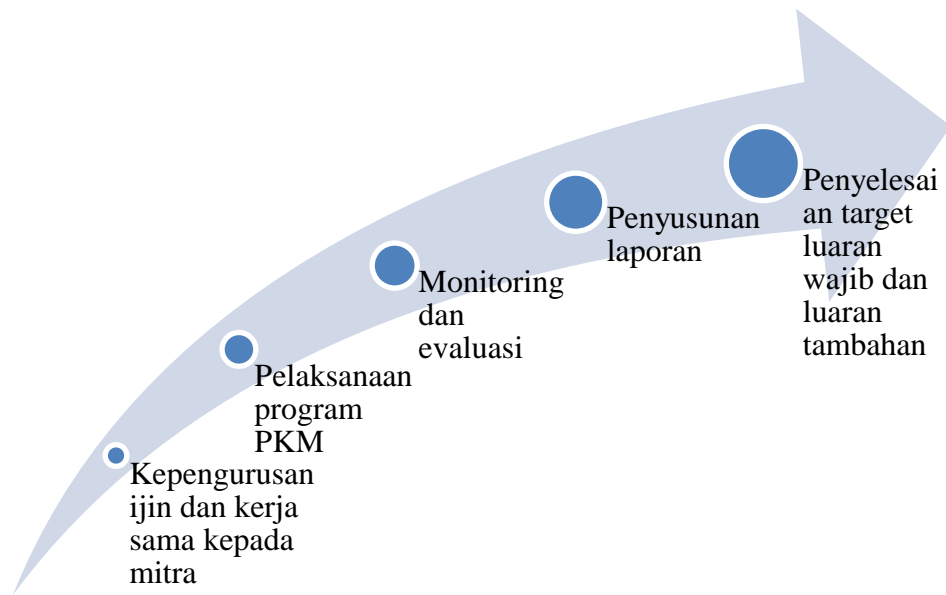 Kepengurusan
ijin dan kerja
sama kepada
mitra
Pelaksanaan
program
PKM
Monitoring
dan
evaluasi
Penyusunan
laporan
Penyelesai
an target
luaran
wajib dan
luaran
tambahan